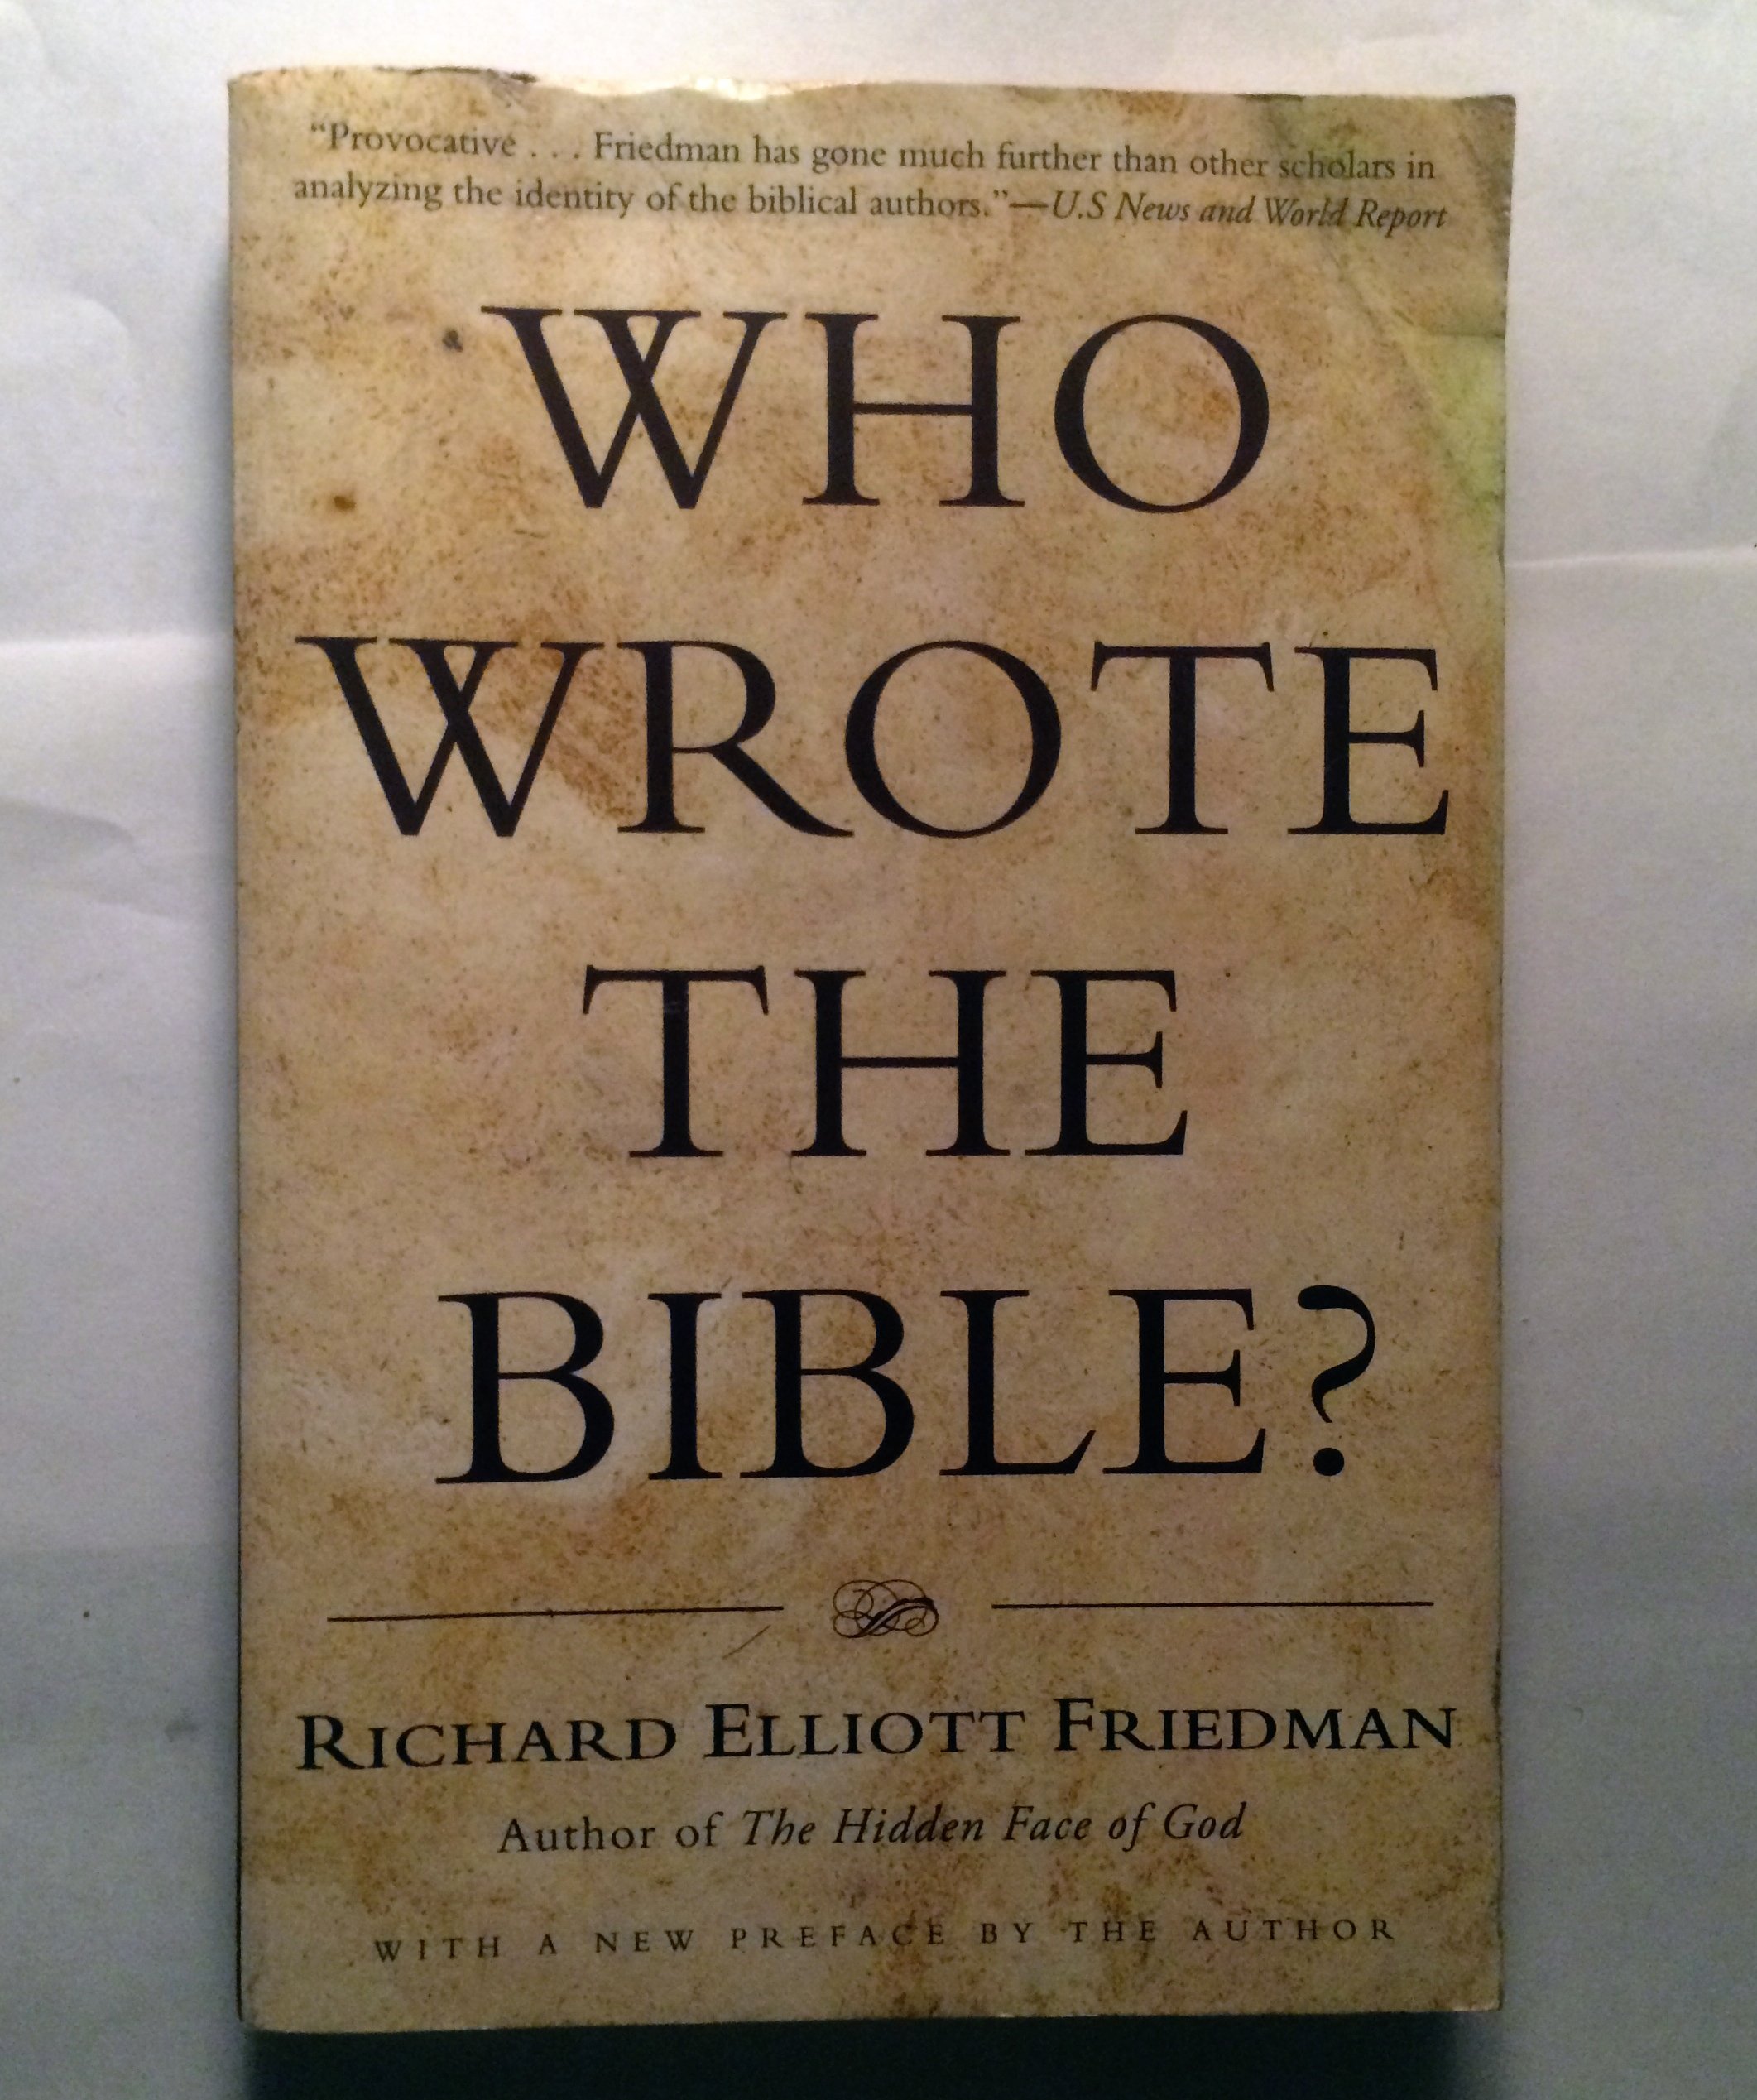 “Provocative . . . Friedman has gone much further than other scholars in
analyzing the identity of the biblical authors.”—U.S News and World Report
WHO
WROTE
THE
BIBLE?
RICHARD ELLIOTT FRIEDMAN
Author of The Hidden Face of God
WITH A NEW PREFACE BY THE AUTHOR